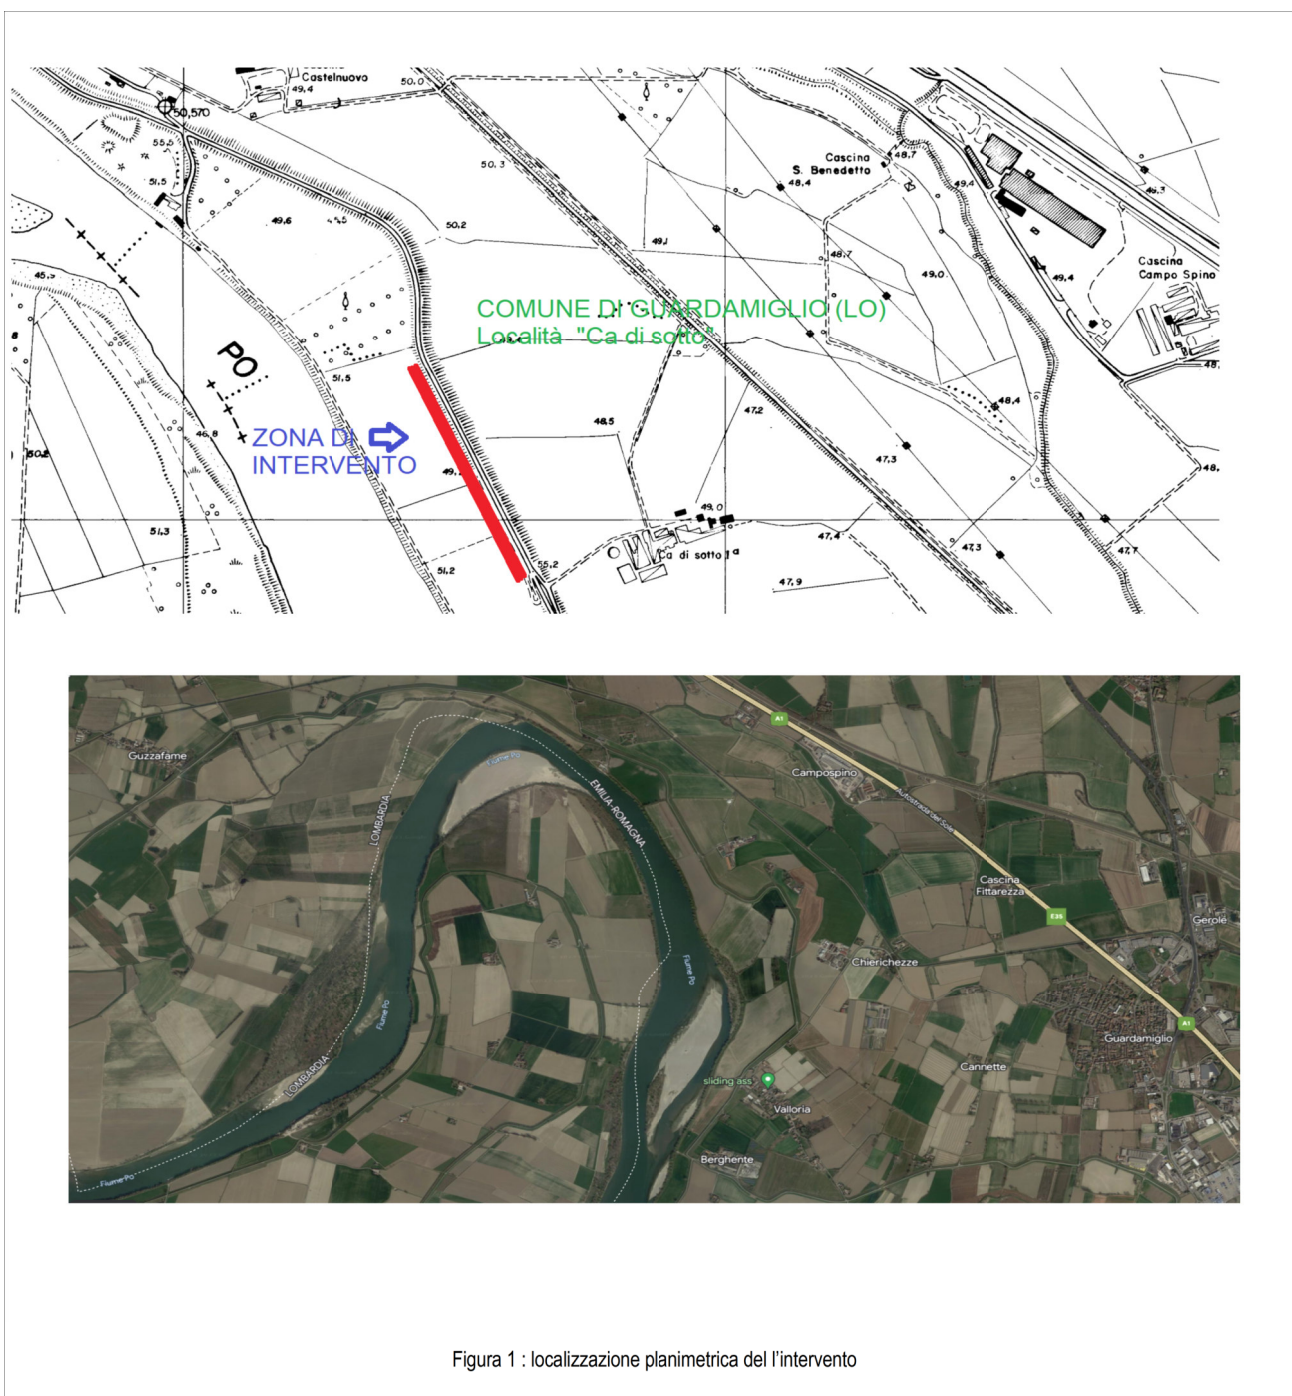 Castelnuovo
49,4
50.0
50,570
55,5
51,5
50.3
Cascina
S. Benedetto
48,7
48.4
49,4
49,6
50,2
49,1
48,7
49,0
49,4
Cascina
Campo Spino
COMUNE DI GUARDAMIGLIO (LO)
Località "Ca di sotto"
PO
51,5
48,5
47,2
48,4
46,8
ZONA DI
INTERVENTO
47,3
51,3
49,0
47,4
47,3
47,7
Ca di sotto 1a
51,2
55,2
47,9
A1
Guzzafame
Fiume Po
Campospino
LOMBARDIA
EMILIA-ROMAGNA
Autostrada del Sole
Cascina
Fittarezza
E35
Gerole
Chierichezze
Fiume Po
Fiume Po
A1
Guardamiglio
LOMBARDIA
Cannette
sliding ass
Valloria
Berghente
Fiume Po
Figura 1 : localizzazione planimetrica del l'intervento